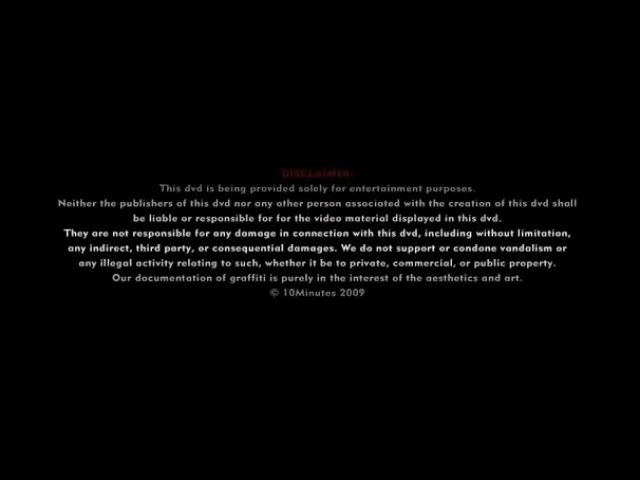 DISCLAIMER:
This dvd is being provided solely for entertainment purposes.
Neither the publishers of this dvd nor any other person associated with the creation of this dvd shall
be liable or responsible for for the video material displayed in this dvd.
They are not responsible for any damage in connection with this dvd, including without limitation,
any indirect, third party, or consequential damages. We do not support or condone vandalism or
any illegal activity relating to such, whether it be to private, commercial, or public property.
Our documentation of graffiti is purely in the interest of the aesthetics and art.
© 10Minutes 2009